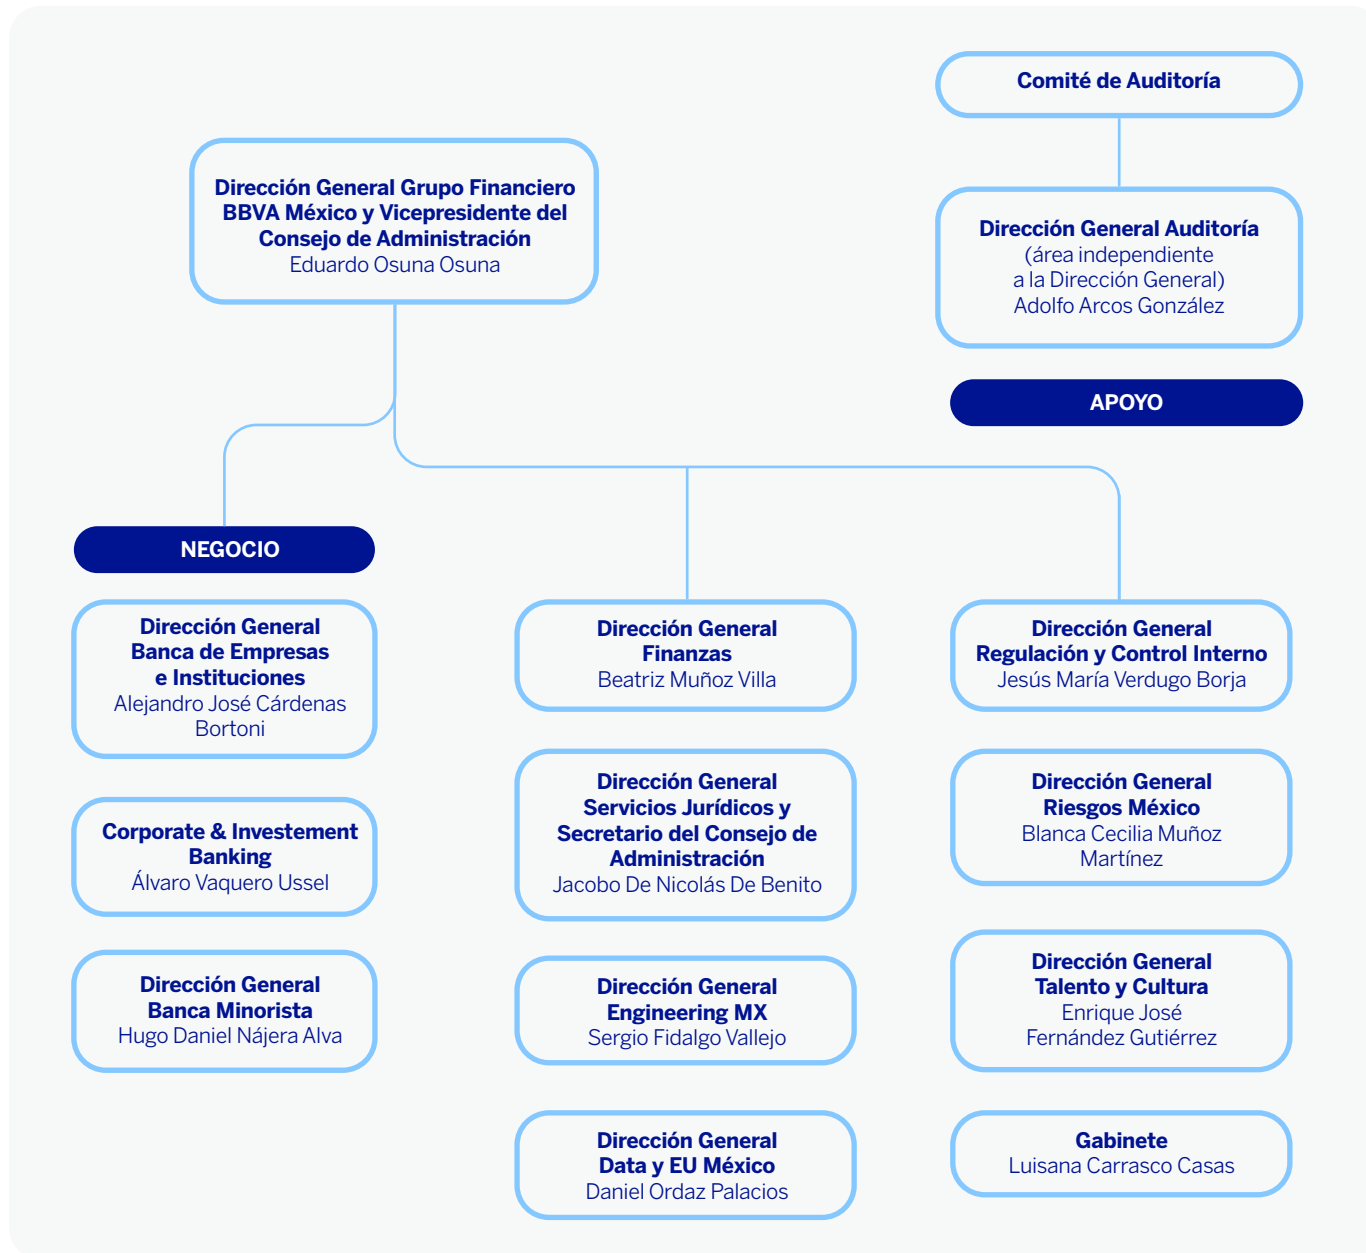 Comité de Auditoría
Dirección General Grupo Financiero
BBVA México y Vicepresidente del
Consejo de Administración
Eduardo Osuna Osuna
Dirección General Auditoría
(área independiente
a la Dirección General)
Adolfo Arcos González
APOYO
NEGOCIO
Dirección General
Banca de Empresas
e Instituciones
Alejandro José Cárdenas
Bortoni
Corporate & Investement
Banking
Álvaro Vaquero Ussel
Dirección General
Banca Minorista
Hugo Daniel Nájera Alva
Dirección General
Finanzas
Beatriz Muñoz Villa
Dirección General
Servicios Jurídicos y
Secretario del Consejo de
Administración
Jacobo De Nicolás De Benito
Dirección General
Engineering MX
Sergio Fidalgo Vallejo
Dirección General
Data y EU México
Daniel Ordaz Palacios
Dirección General
Regulación y Control Interno
Jesús María Verdugo Borja
Dirección General
Riesgos México
Blanca Cecilia Muñoz
Martínez
Dirección General
Talento y Cultura
Enrique José
Fernández Gutiérrez
Gabinete
Luisana Carrasco Casas